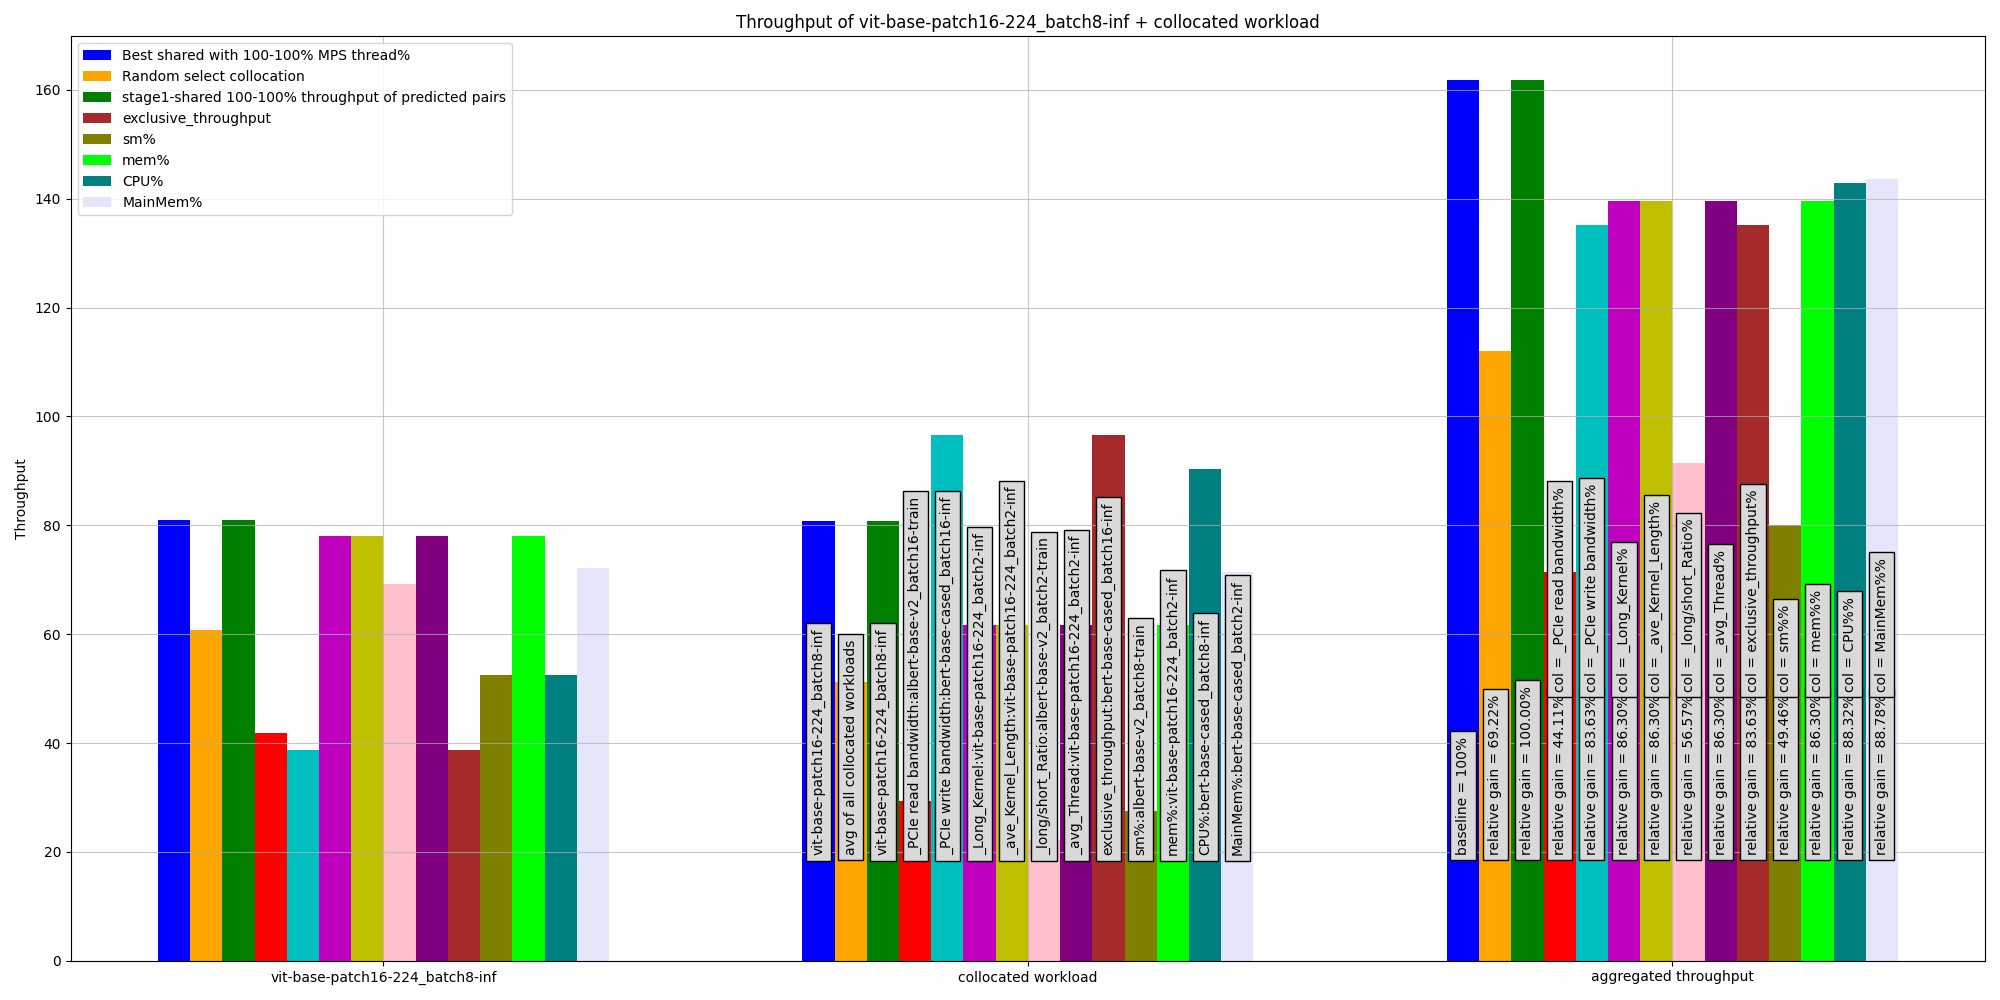 Throughput of vit-base-patch16-224_batch8-inf + collocated workload
Best shared with 100-100% MPS thread%
Random select collocation
stage1-shared 100-100% throughput of predicted pairs
exclusive_throughput
sm%
mem%
CPU%
MainMem%
Throughput
160
140
120
100
80
60
40
20
0
vit-base-patch16-224_batch8-inf
avg of all collocated workloads
vit-base-patch16-224_batch8-inf
_PCIe read bandwidth:albert-base-v2_batch16-train
_PCIe write bandwidth:bert-base-cased_batch16-inf
_Long_Kernel:vit-base-patch16-224_batch2-inf
_ave_Kernel_Length:vit-base-patch16-224_batch2-inf
_long/short_Ratio:albert-base-v2_batch2-train
_avg_Thread:vit-base-patch16-224_batch2-inf
exclusive_throughput:bert-base-cased_batch16-inf
sm%:albert-base-v2_batch8-train
mem%:vit-base-patch16-224_batch2-inf
CPU%:bert-base-cased_batch8-inf
MainMem%:bert-base-cased_batch2-inf
baseline = 100%
relative gain = 69.22%
relative gain = 100.00%
relative gain = 44.11%
col = _PCIe read bandwidth%
relative gain = 83.63%
col = _PCIe write bandwidth%
relative gain = 86.30%
col = _Long_Kernel%
relative gain = 86.30%
col = _ave_Kernel_Length%
relative gain = 56.57%
col = _long/short_Ratio%
relative gain = 86.30%
col = _avg_Thread%
relative gain = 83.63%
col = exclusive_throughput%
relative gain = 49.46%
col = sm%%
relative gain = 86.30%
col = mem%%
relative gain = 88.32%
col = CPU%%
relative gain = 88.78%
col = MainMem%%
vit-base-patch16-224_batch8-inf
collocated workload
aggregated throughput